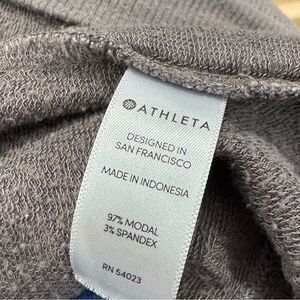 ATHLETA
DESIGNED IN
SAN FRANCISCO
MADE IN INDONESIA
97% MODAL
3% SPANDEX
RN 54023